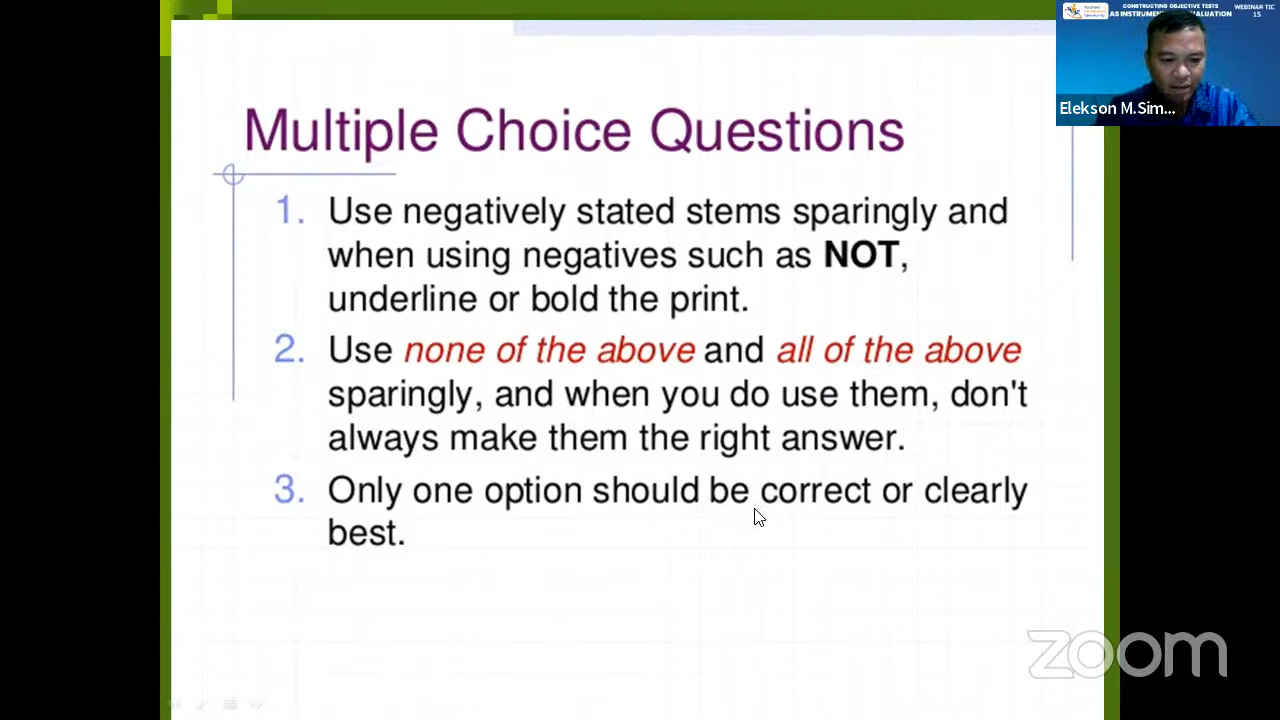 CONSTRUCTING OBJECTIVE TESTS
WEBINAR TIC
15
Elekson M.Sim...
Multiple Choice Questions
1. Use negatively stated stems sparingly and
when using negatives such as NOT,
underline or bold the print.
2. Use none of the above and all of the above
sparingly, and when you do use them, don't
always make them the right answer.
3. Only one option should be correct or clearly
best.
zoom